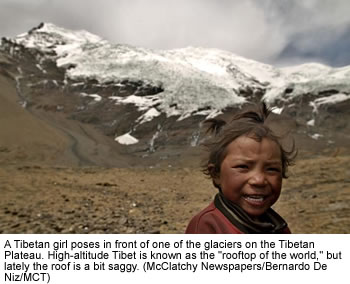 A Tibetan girl poses in front of one of the glaciers on the Tibetan
Plateau. High-altitude Tibet is known as the "rooftop of the world," but
lately the roof is a bit saggy. (McClatchy Newspapers/Bernardo De
Niz/MCT)